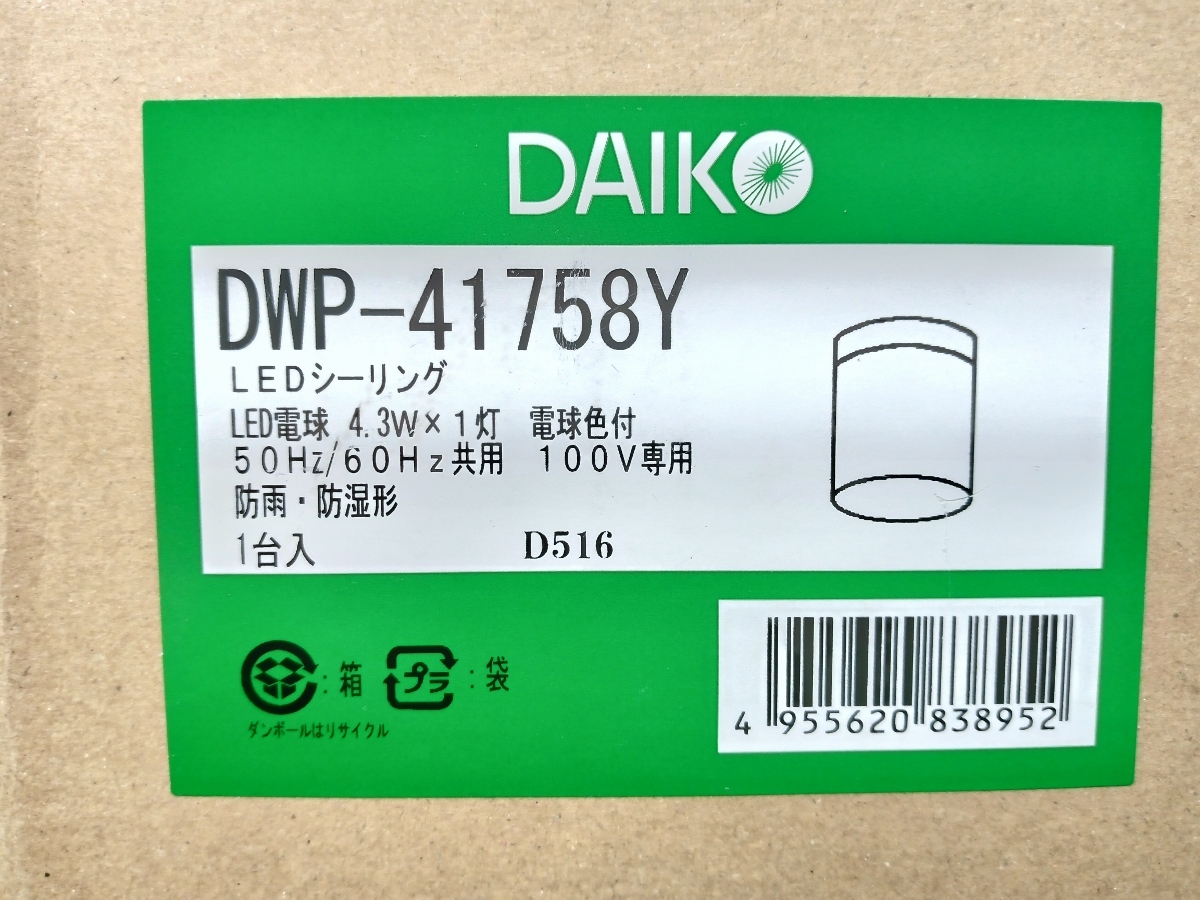 DAIKO
DWP-41758Y
LEDシーリング
LED電球 4.3W×1灯 電球色付
50Hz/60Hz共用 100V専用
防雨・防湿形
1台入 D516
:箱 プラ :袋
ダンボールはリサイクル
4 955620 838952